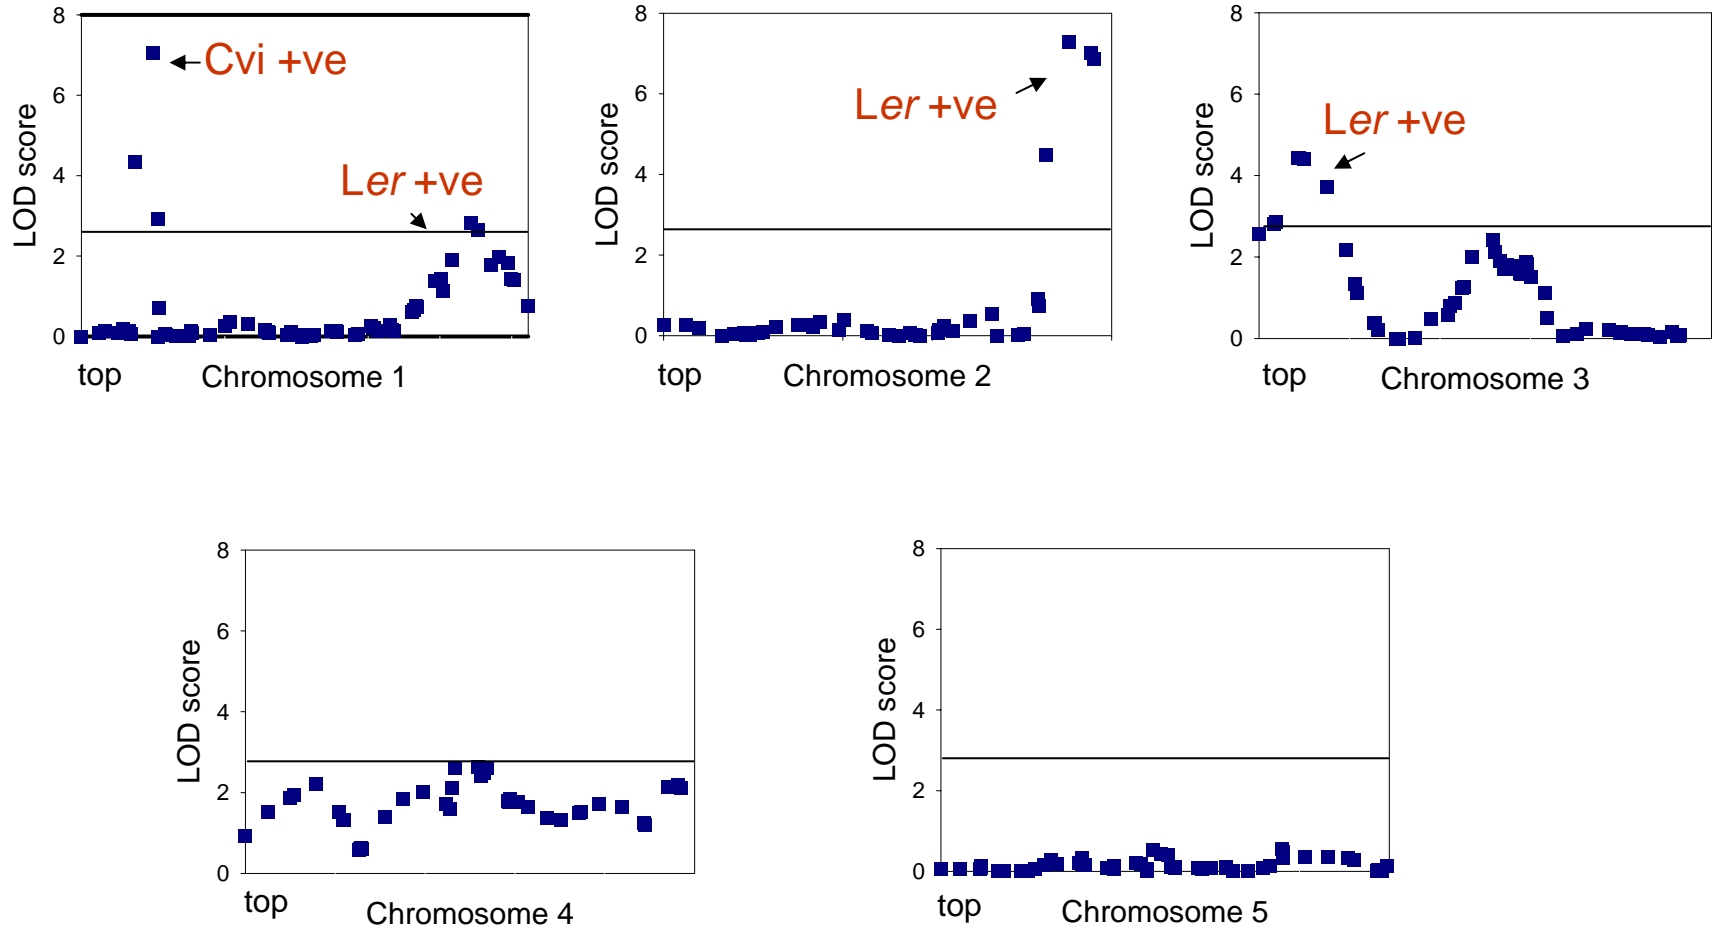 8
6
4
2
0
LOD score
Cvi +ve
Ler +ve
top
Chromosome 1
8
6
4
2
0
LOD score
Ler +ve
top
Chromosome 2
8
6
4
2
0
LOD score
Ler +ve
top
Chromosome 3
8
6
4
2
0
LOD score
top
Chromosome 4
8
6
4
2
0
LOD score
top
Chromosome 5